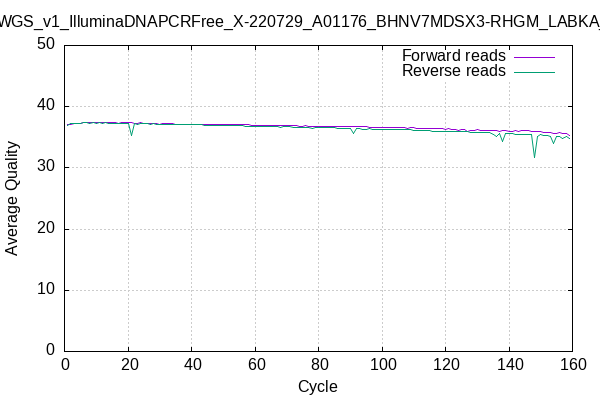 WGS_v1_IlluminaDNAPCRFree_X-220729_A01176_BHNV7MDSX3-RHGM_LABKA_
Forward reads
Reverse reads
50
40
30
20
10
0
Average Quality
0 20 40 60 80 100 120 140 160
Cycle